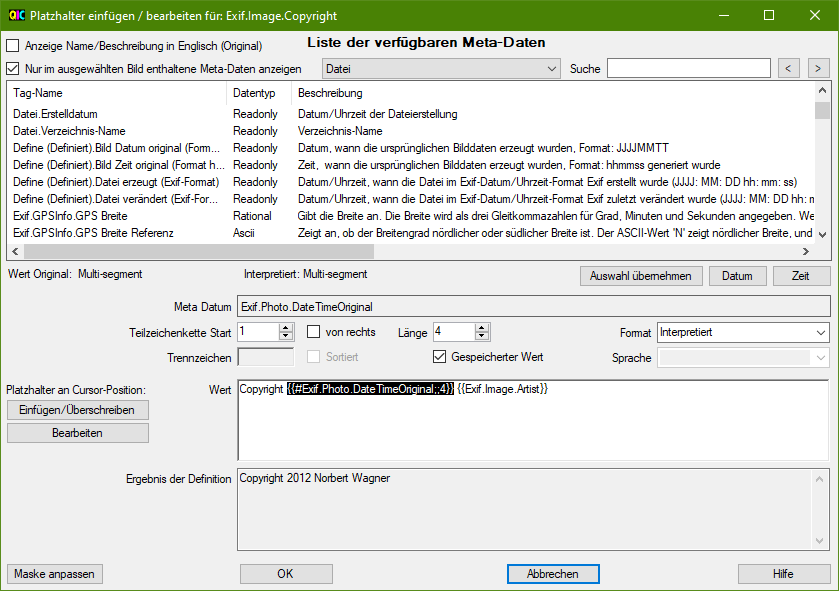 QIC Platzhalter einfügen / bearbeiten für: Exif.Image.Copyright
Anzeige Name/Beschreibung in Englisch (Original) Liste der verfügbaren Meta-Daten
Nur im ausgewählten Bild enthaltene Meta-Daten anzeigen Datei Suche < >
Tag-Name Datentyp Beschreibung
Datei.Erstelldatum Readonly Datum/Uhrzeit der Dateierstellung
Datei.Verzeichnis-Name Readonly Verzeichnis-Name
Define (Definiert).Bild Datum original (Form... Readonly Datum, wann die ursprünglichen Bilddaten erzeugt wurden, Format: JJJJMMTT
Define (Definiert).Bild Zeit original (Format h... Readonly Zeit, wann die ursprünglichen Bilddaten erzeugt wurden, Format: hhmmss generiert wurde
Define (Definiert).Datei erzeugt (Exif-Format) Readonly Datum/Uhrzeit, wann die Datei im Exif-Datum/Uhrzeit-Format Exif erstellt wurde (JJJJ: MM: DD hh: mm: ss)
Define (Definiert).Datei verändert (Exif-For... Readonly Datum/Uhrzeit, wann die Datei im Exif-Datum/Uhrzeit-Format Exif zuletzt verändert wurde (JJJJ: MM: DD hh:
Exif.GPSInfo.GPS Breite Rational Gibt die Breite an. Die Breite wird als drei Gleitkommazahlen für Grad, Minuten und Sekunden angegeben. We
Exif.GPSInfo.GPS Breite Referenz Ascii Zeigt an, ob der Breitengrad nördlicher oder südlicher Breite ist. Der ASCII-Wert 'N' zeigt nördlicher Breite, und
Wert Original: Multi-segment Interpretiert: Multi-segment Auswahl übernehmen Datum Zeit
Meta Datum Exif.Photo.DateTimeOriginal
Teilzeichenkette Start 1 von rechts Länge 4 Format Interpretiert
Trennzeichen Sortiert Gespeicherter Wert Sprache
Platzhalter an Cursor-Position: Wert Copyright {{#Exif.Photo.DateTimeOriginal;;4}} {{Exif.Image.Artist}}
Einfügen/Überschreiben
Bearbeiten
Ergebnis der Definition Copyright 2012 Norbert Wagner
Maske anpassen OK Abbrechen Hilfe